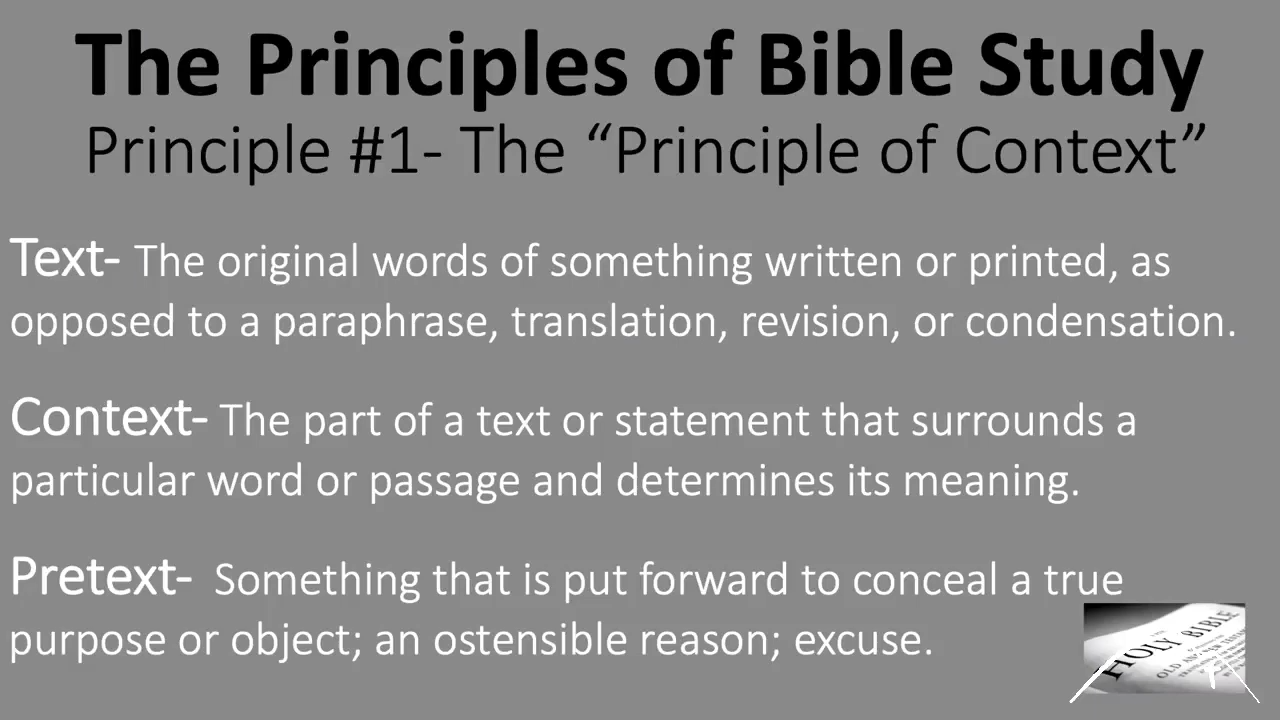 The Principles of Bible Study
Principle #1- The “Principle of Context”
Text- The original words of something written or printed, as
opposed to a paraphrase, translation, revision, or condensation.
Context- The part of a text or statement that surrounds a
particular word or passage and determines its meaning.
Pretext- Something that is put forward to conceal a true
purpose or object; an ostensible reason; excuse.
HOLY BIBLE